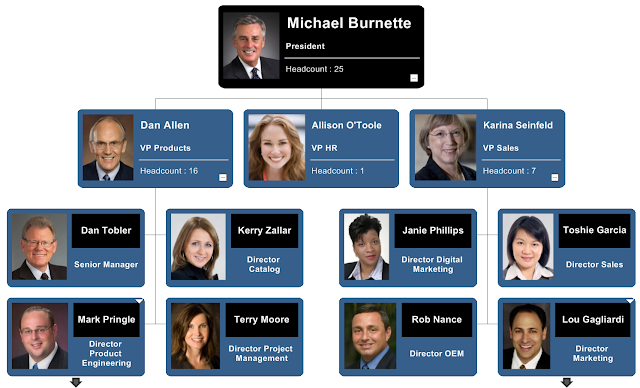 Michael Burnette
President
Headcount : 25
Dan Allen
VP Products
Headcount : 16
Allison O'Toole
VP HR
Headcount : 1
Karina Seinfeld
VP Sales
Headcount : 7
Dan Tobler
Senior Manager
Kerry Zallar
Director
Catalog
Janie Phillips
Director Digital
Marketing
Toshie Garcia
Director Sales
Mark Pringle
Director
Product
Engineering
Terry Moore
Director Project
Management
Rob Nance
Director OEM
Lou Gagliardi
Director
Marketing